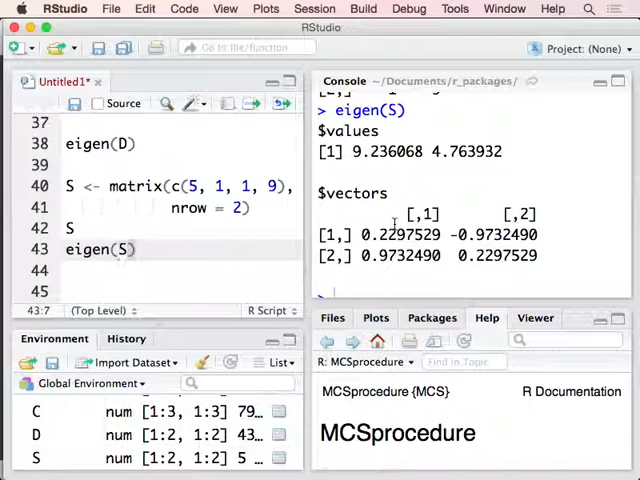 RStudio File Edit Code View Plots Session Build Debug Tools Window Help
RStudio
Go to file/function Project: (None)
Untitled1*
Source
37
38 eigen(D)
39
40 S <- matrix(c(5, 1, 1, 9),
41 nrow = 2)
42 S
43 eigen(S)
44
45
43:7 (Top Level) R Script
Console ~/Documents/r_packages/
> eigen(S)
$values
[1] 9.236068 4.763932
$vectors
[,1] [,2]
[1,] 0.2297529 -0.9732490
[2,] 0.9732490 0.2297529
>
Environment History
Import Dataset List
Global Environment
C num [1:3, 1:3] 79…
D num [1:2, 1:2] 43…
S num [1:2, 1:2] 5 …
Files Plots Packages Help Viewer
R: MCSprocedure Find in Topic
MCSprocedure {MCS} R Documentation
MCSprocedure